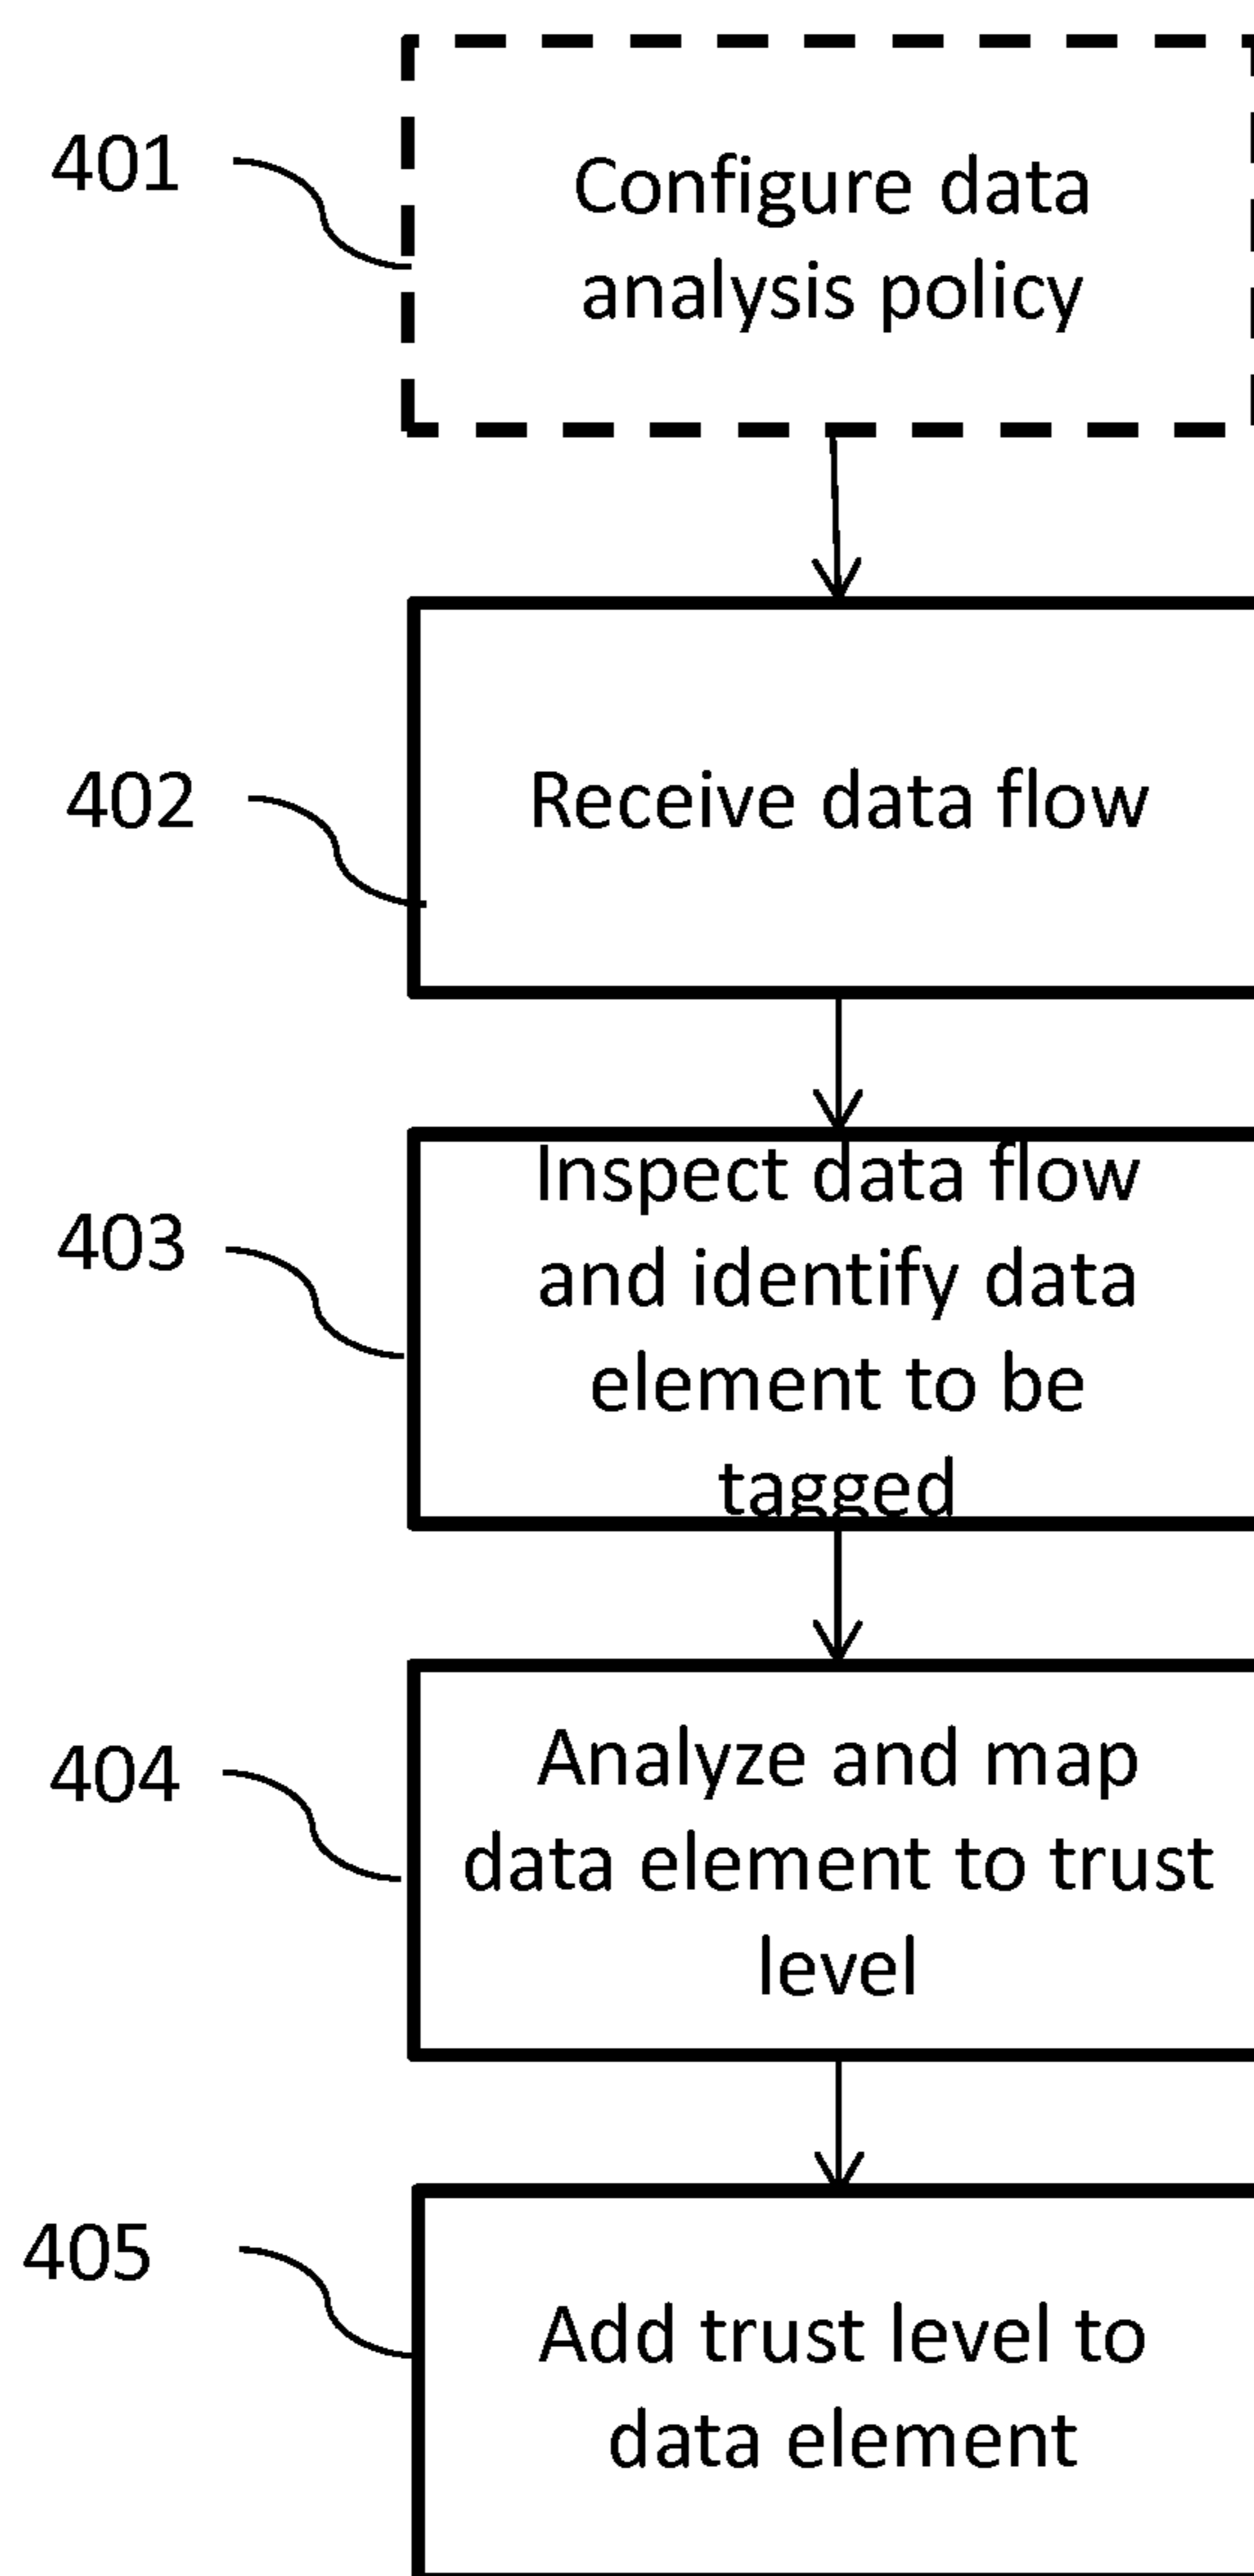 401
Configure data
analysis policy
402
Receive data flow
403
Inspect data flow
and identify data
element to be
tagged
404
Analyze and map
data element to trust
level
405
Add trust level to
data element